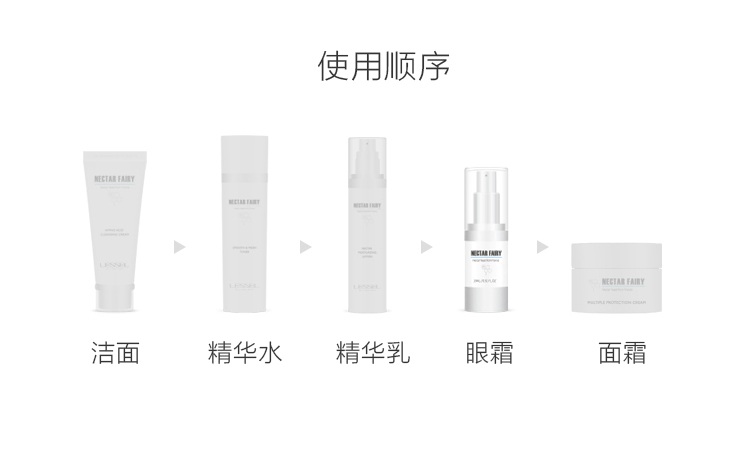 使用顺序
NECTAR FAIRY
NECTAR FAIRY
NECTAR FAIRY
NECTAR FAIRY
NECTAR FAIRY
MULTIPLE PROTECTION CREAM
洁面
精华水
精华乳
眼霜
面霜